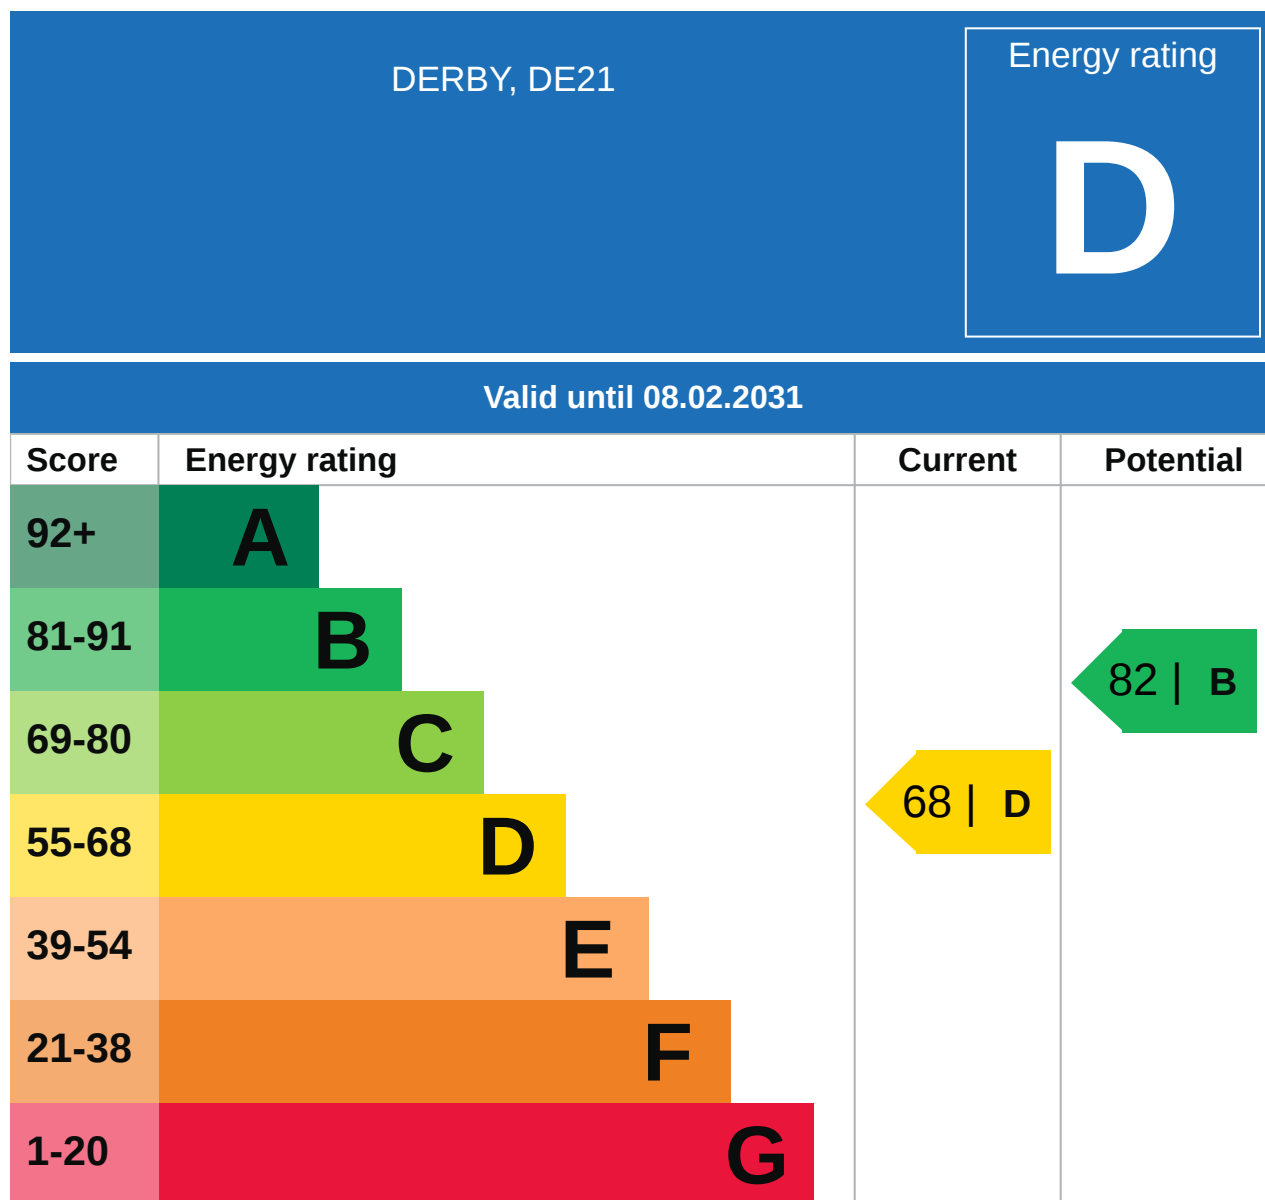 DERBY, DE21
Energy rating
D
Valid until 08.02.2031
Score Energy rating Current Potential
92+ A
81-91 B
82 | B
69-80 C
68 | D
55-68 D
39-54 E
21-38 F
1-20 G